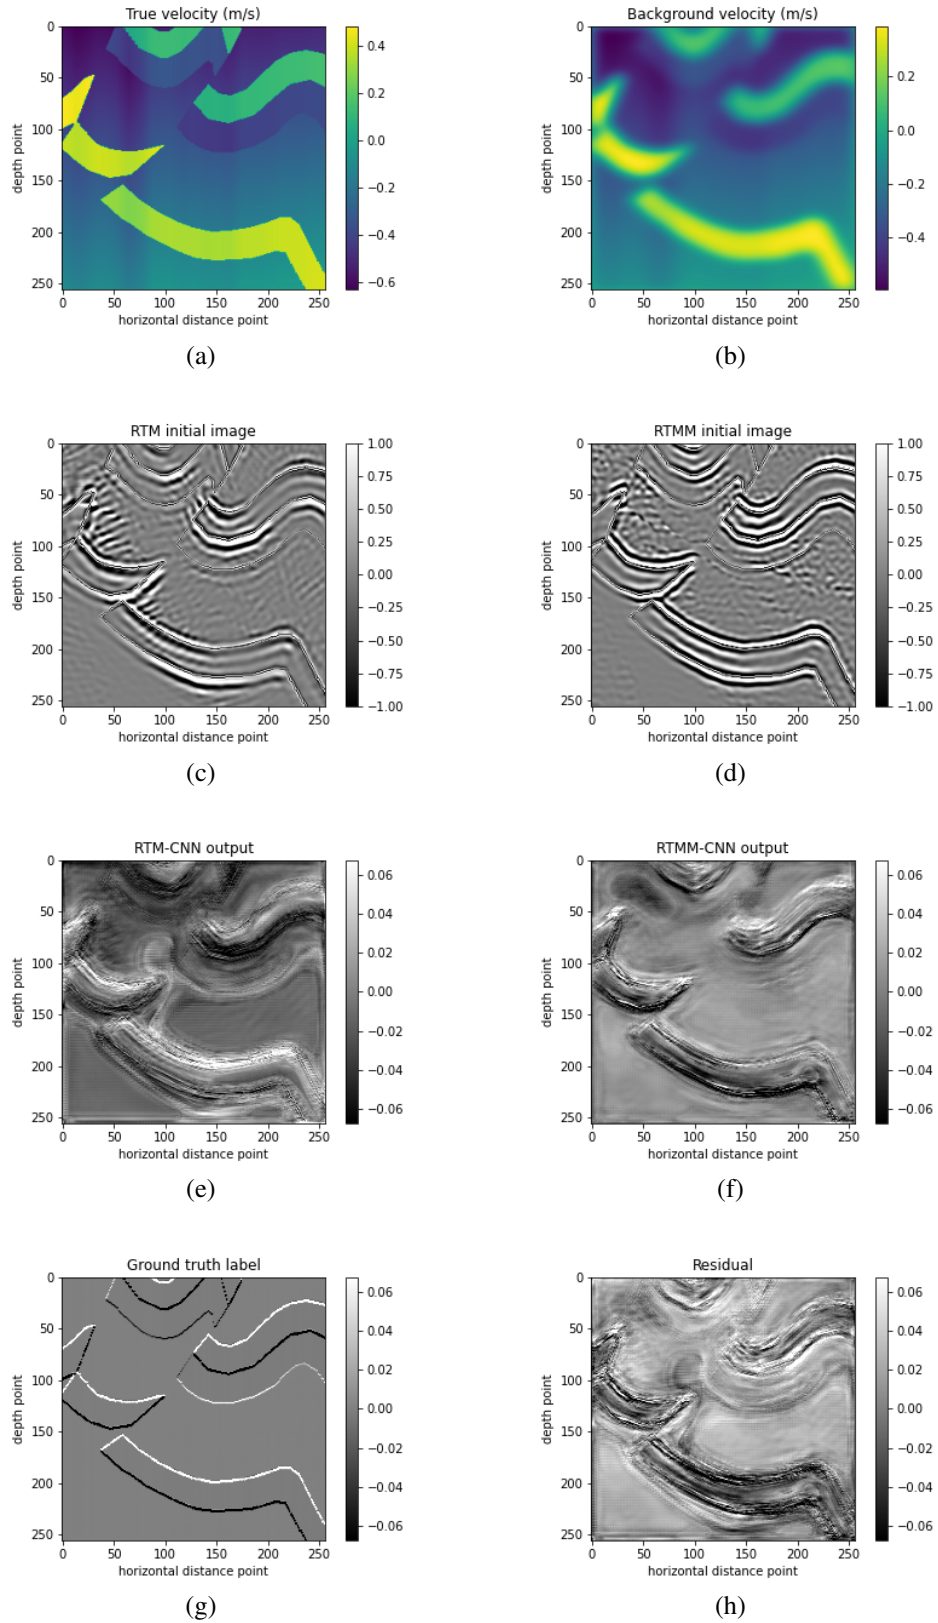 True velocity (m/s)
0
50
100
150
200
250
depth point
0 50 100 150 200 250
horizontal distance point
0.4
0.2
0.0
−0.2
−0.4
−0.6
(a)
Background velocity (m/s)
0
50
100
150
200
250
depth point
0 50 100 150 200 250
horizontal distance point
0.2
0.0
−0.2
−0.4
(b)
RTM initial image
0
50
100
150
200
250
depth point
0 50 100 150 200 250
horizontal distance point
1.00
0.75
0.50
0.25
0.00
−0.25
−0.50
−0.75
−1.00
(c)
RTMM initial image
0
50
100
150
200
250
depth point
0 50 100 150 200 250
horizontal distance point
1.00
0.75
0.50
0.25
0.00
−0.25
−0.50
−0.75
−1.00
(d)
RTM-CNN output
0
50
100
150
200
250
depth point
0 50 100 150 200 250
horizontal distance point
0.06
0.04
0.02
0.00
−0.02
−0.04
−0.06
(e)
RTMM-CNN output
0
50
100
150
200
250
depth point
0 50 100 150 200 250
horizontal distance point
0.06
0.04
0.02
0.00
−0.02
−0.04
−0.06
(f)
Ground truth label
0
50
100
150
200
250
depth point
0 50 100 150 200 250
horizontal distance point
0.06
0.04
0.02
0.00
−0.02
−0.04
−0.06
(g)
Residual
0
50
100
150
200
250
depth point
0 50 100 150 200 250
horizontal distance point
0.06
0.04
0.02
0.00
−0.02
−0.04
−0.06
(h)